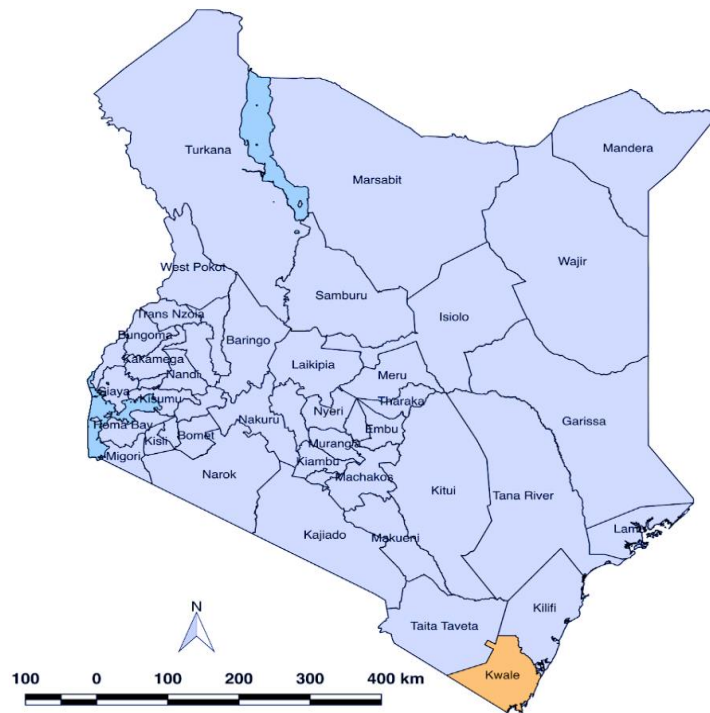 Turkana
Mandera
Marsabit
Wajir
West Pokot
Samburu
Isiolo
Trans Nzoia
Bungoma
Baringo
Kakamega
Laikipia
Nandi
Meru
Siaya
Kisumu
Tharaka
Nyeri
Garissa
Homa Bay
Nakuru
Embu
Bomet
Kisii
Muranga
Migori
Kiambu
Narok
Machakos
Kitui
Tana River
Lamu
Kajiado
Makueni
Kilifi
N
Taita Taveta
Kwale
100 0 100 200 300 400 km